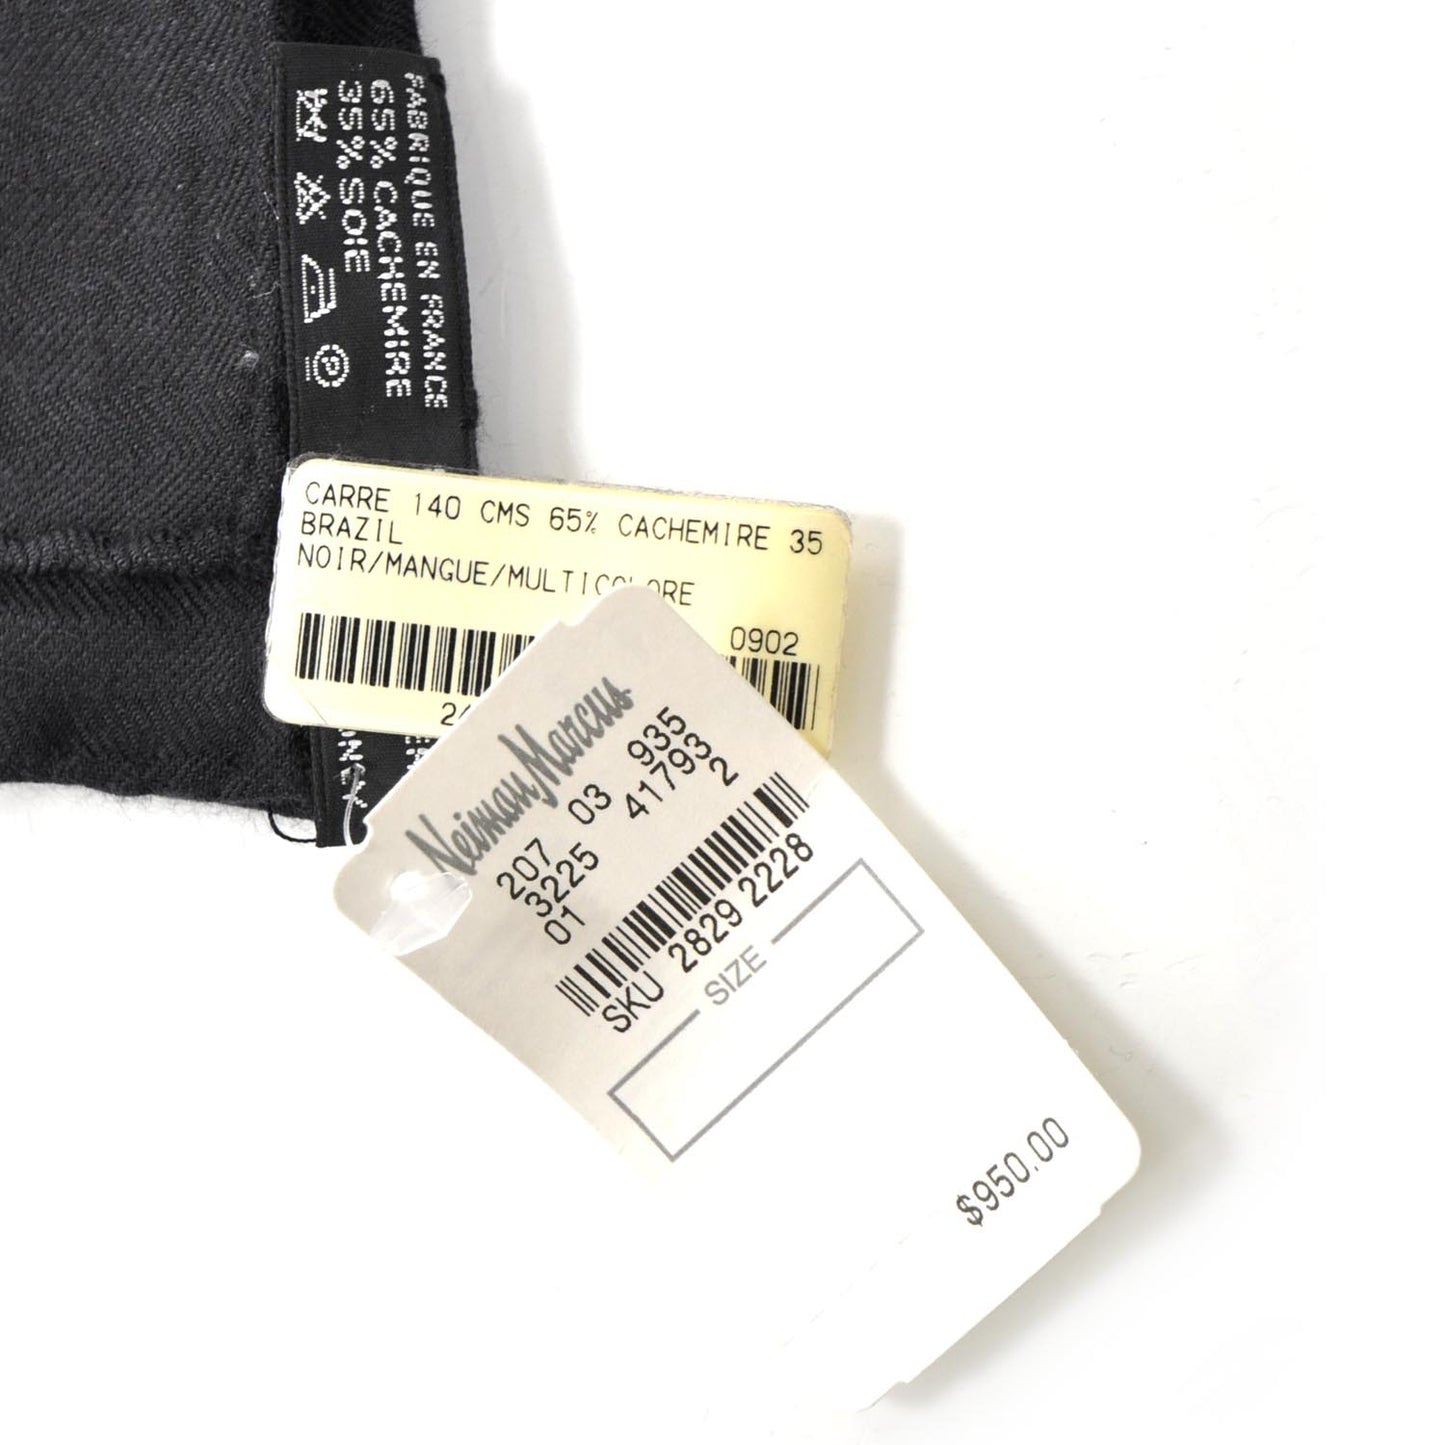 FABRIQUE EN FRANCE
65% CACHEMIRE
35% SOIE
P
CARRE 140 CMS 65% CACHEMIRE 35
BRAZIL
NOIR/MANGUE/MULTICOLORE
0902
Neiman Marcus
207 03 935
3225 41793
01 2
SKU 2829 2228
SIZE
$950.00